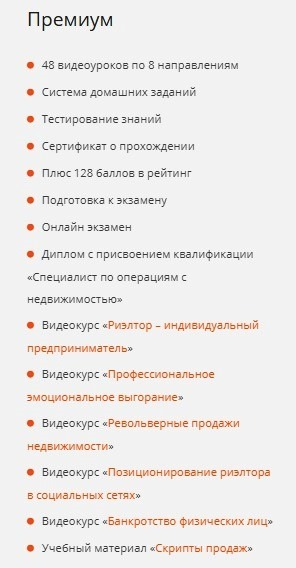 Премиум
48 видеоуроков по 8 направлениям
Система домашних заданий
Тестирование знаний
Сертификат о прохождении
Плюс 128 баллов в рейтинг
Подготовка к экзамену
Онлайн экзамен
Диплом с присвоением квалификации
«Специалист по операциям с
недвижимостью»
Видеокурс «Риэлтор – индивидуальный
предприниматель»
Видеокурс «Профессиональное
эмоциональное выгорание»
Видеокурс «Револьверные продажи
недвижимости»
Видеокурс «Позиционирование риэлтора
в социальных сетях»
Видеокурс «Банкротство физических лиц»
Учебный материал «Скрипты продаж»